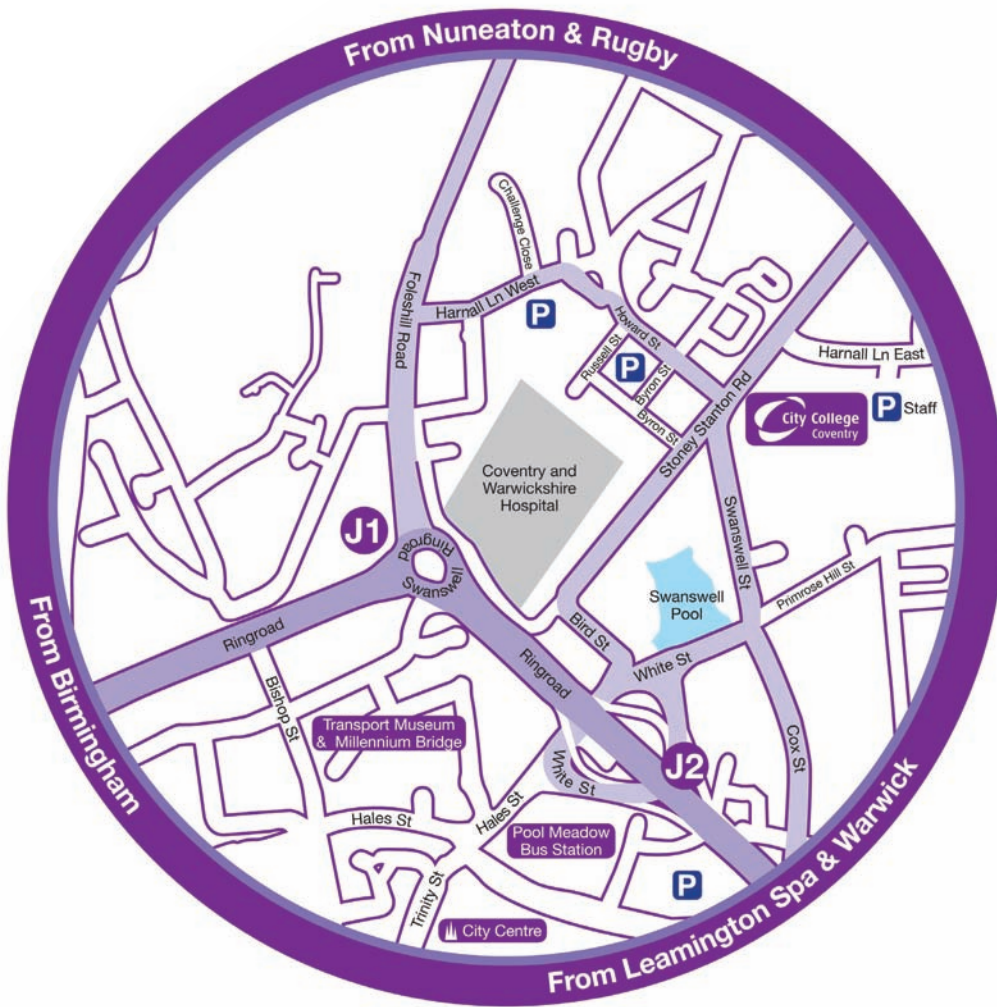 From Nuneaton & Rugby
Challenge Close
Foleshill Road
Harnall Ln West
P
Howard St
Russell St
P
Byron St
Byron St
Stoney Stanton Rd
Harnall Ln East
P Staff
City College
Coventry
Coventry and
Warwickshire
Hospital
J1
Ringroad
Swanswell
Swanswell St
Primrose Hill St
Swanswell
Pool
Bird St
White St
Ringroad
Ringroad
From Birmingham
Bishop St
Transport Museum
& Millennium Bridge
J2
Cox St
White St
Hales St
Hales St
Pool Meadow
Bus Station
P
Trinity St
City Centre
From Leamington Spa & Warwick